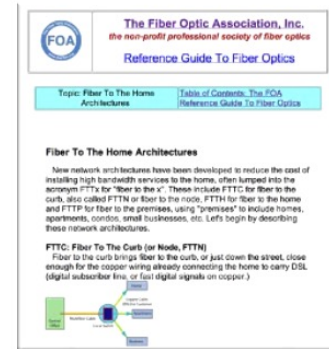 FOA
The Fiber Optic Association, Inc.
the non-profit professional society of fiber optics
Reference Guide To Fiber Optics
Topic: Fiber To The Home
Architectures
Table of Contents: The FOA
Reference Guide To Fiber Optics
Fiber To The Home Architectures
New network architectures have been developed to reduce the cost of
installing high bandwidth services to the home, often lumped into the
acronym FTTx for "fiber to the x". These include FTTC for fiber to the
curb, also called FTTN or fiber to the node, FTTH for fiber to the home
and FTTP for fiber to the premises, using "premises" to include homes,
apartments, condos, small businesses, etc. Let's begin by describing
these network architectures.
FTTC: Fiber To The Curb (or Node, FTTN)
Fiber to the curb brings fiber to the curb, or just down the street, close
enough for the copper wiring already connecting the home to carry DSL
(digital subscriber line, or fast digital signals on copper.)